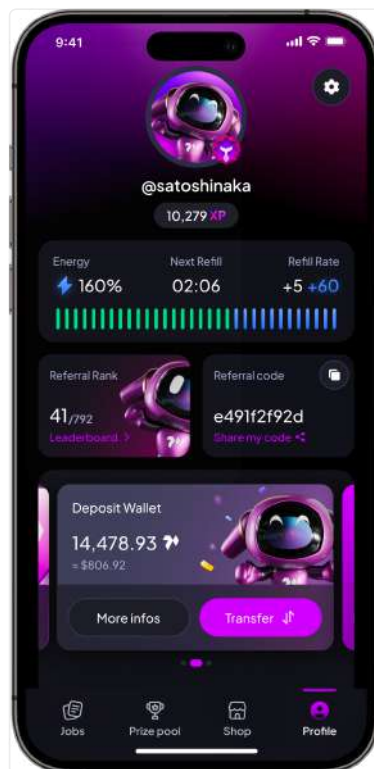 9:41
@satoshinaka
10,279 XP
Energy Next Refill Refill Rate
160% 02:06 +5 +60
Referral Rank
41/792
Leaderboard
Referral code
e491f2f92d
Share my code
Deposit Wallet
14,478.93
≈ $806.92
More infos Transfer
Jobs Prize pool Shop Profile